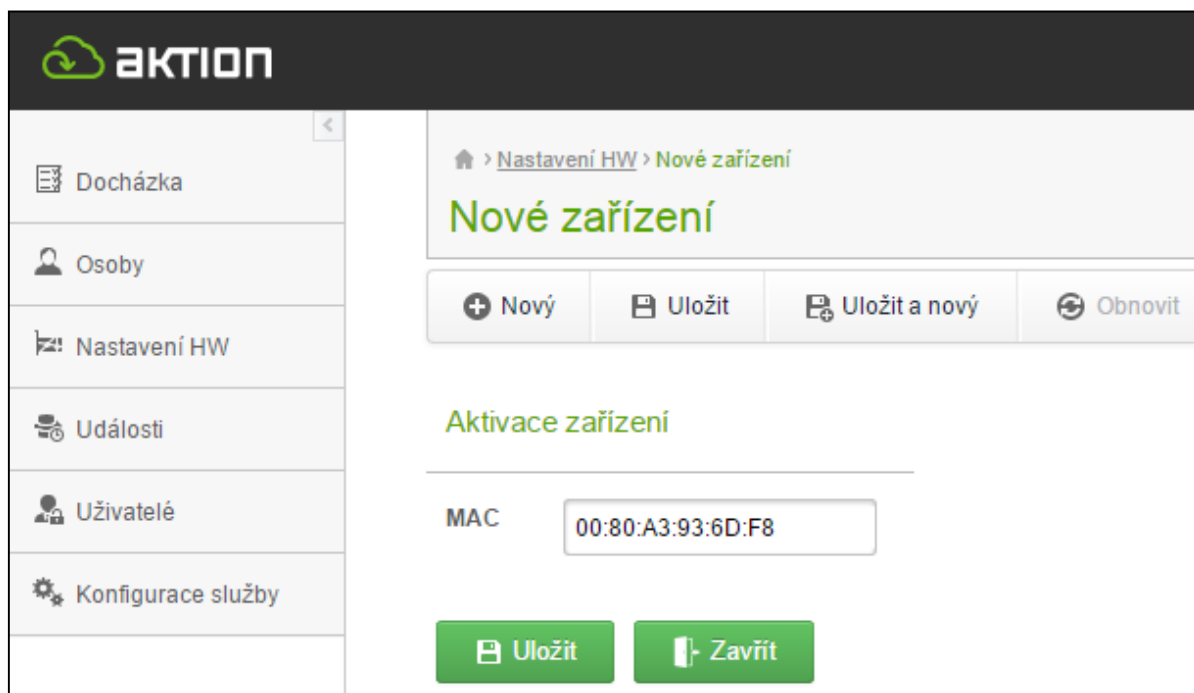 aktion
Docházka
Osoby
Nastavení HW
Události
Uživatelé
Konfigurace služby
> Nastavení HW > Nové zařízení
Nové zařízení
Nový Uložit Uložit a nový Obnovit
Aktivace zařízení
MAC 00:80:A3:93:6D:F8
Uložit Zavřít